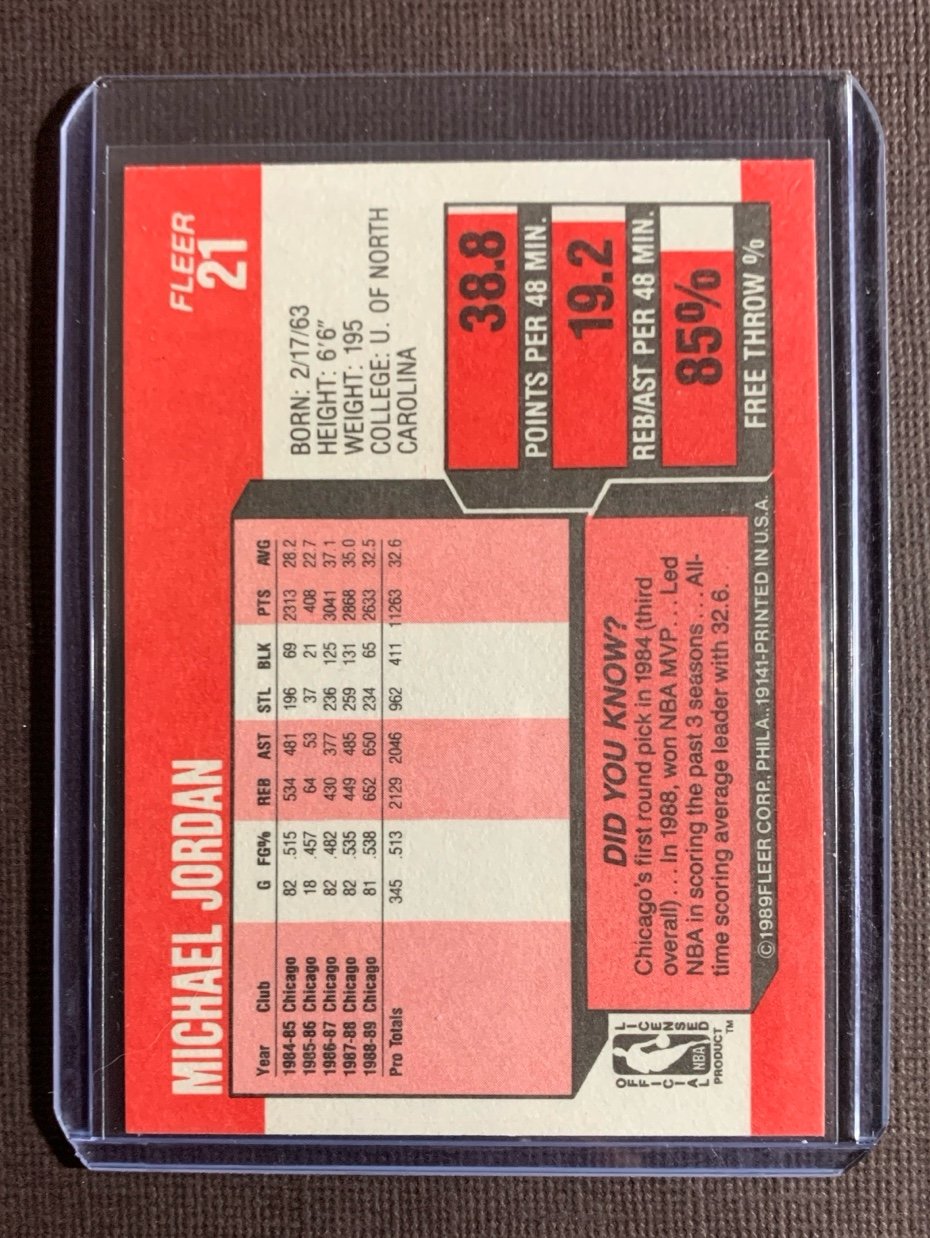 MICHAEL JORDAN
FLEER
21
Year Club G FG% REB AST STL BLK PTS AVG
1984-85 Chicago 82 .515 534 481 196 69 2313 28.2
1985-86 Chicago 18 .457 64 53 37 21 408 22.7
1986-87 Chicago 82 .482 430 377 236 125 3041 37.1
1987-88 Chicago 82 .535 449 485 259 131 2868 35.0
1988-89 Chicago 81 .538 652 650 234 65 2633 32.5
Pro Totals 345 .513 2129 2046 962 411 11263 32.6
BORN: 2/17/63
HEIGHT: 6'6"
WEIGHT: 195
COLLEGE: U. OF NORTH
CAROLINA
38.8
POINTS PER 48 MIN.
19.2
REB/AST PER 48 MIN.
85%
FREE THROW %
DID YOU KNOW?
Chicago's first round pick in 1984 (third
overall) . . . In 1988, won NBA MVP . . . Led
NBA in scoring the past 3 seasons . . . All-
time scoring average leader with 32.6.
OFFICIAL
LICENSED
NBA
PRODUCT™
©1989 FLEER CORP., PHILA., 19141-PRINTED IN U.S.A.